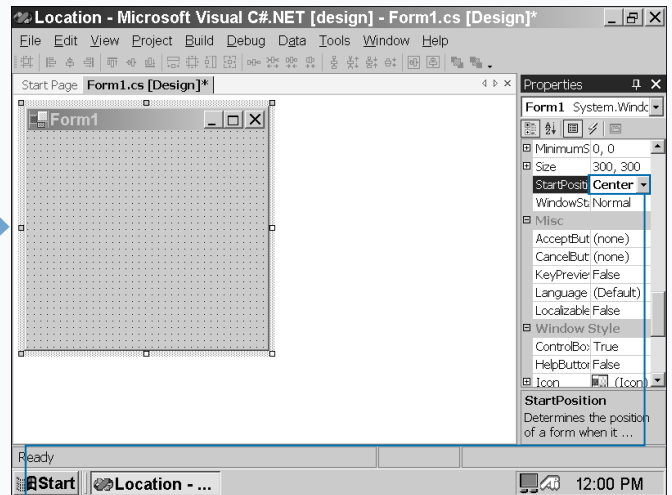 Location - Microsoft Visual C#.NET [design] - Form1.cs [Design]*
File Edit View Project Build Debug Data Tools Window Help
Start Page Form1.cs [Design]*
Form1
Properties
Form1 System.Windo
MinimumS 0, 0
Size 300, 300
StartPositi Center
WindowSt Normal
Misc
AcceptBut (none)
CancelBut (none)
KeyPreview False
Language (Default)
Localizable False
Window Style
ControlBo True
HelpButton False
Icon (Icon)
StartPosition
Determines the position
of a form when it ...
Ready
Start Location - ... 12:00 PM